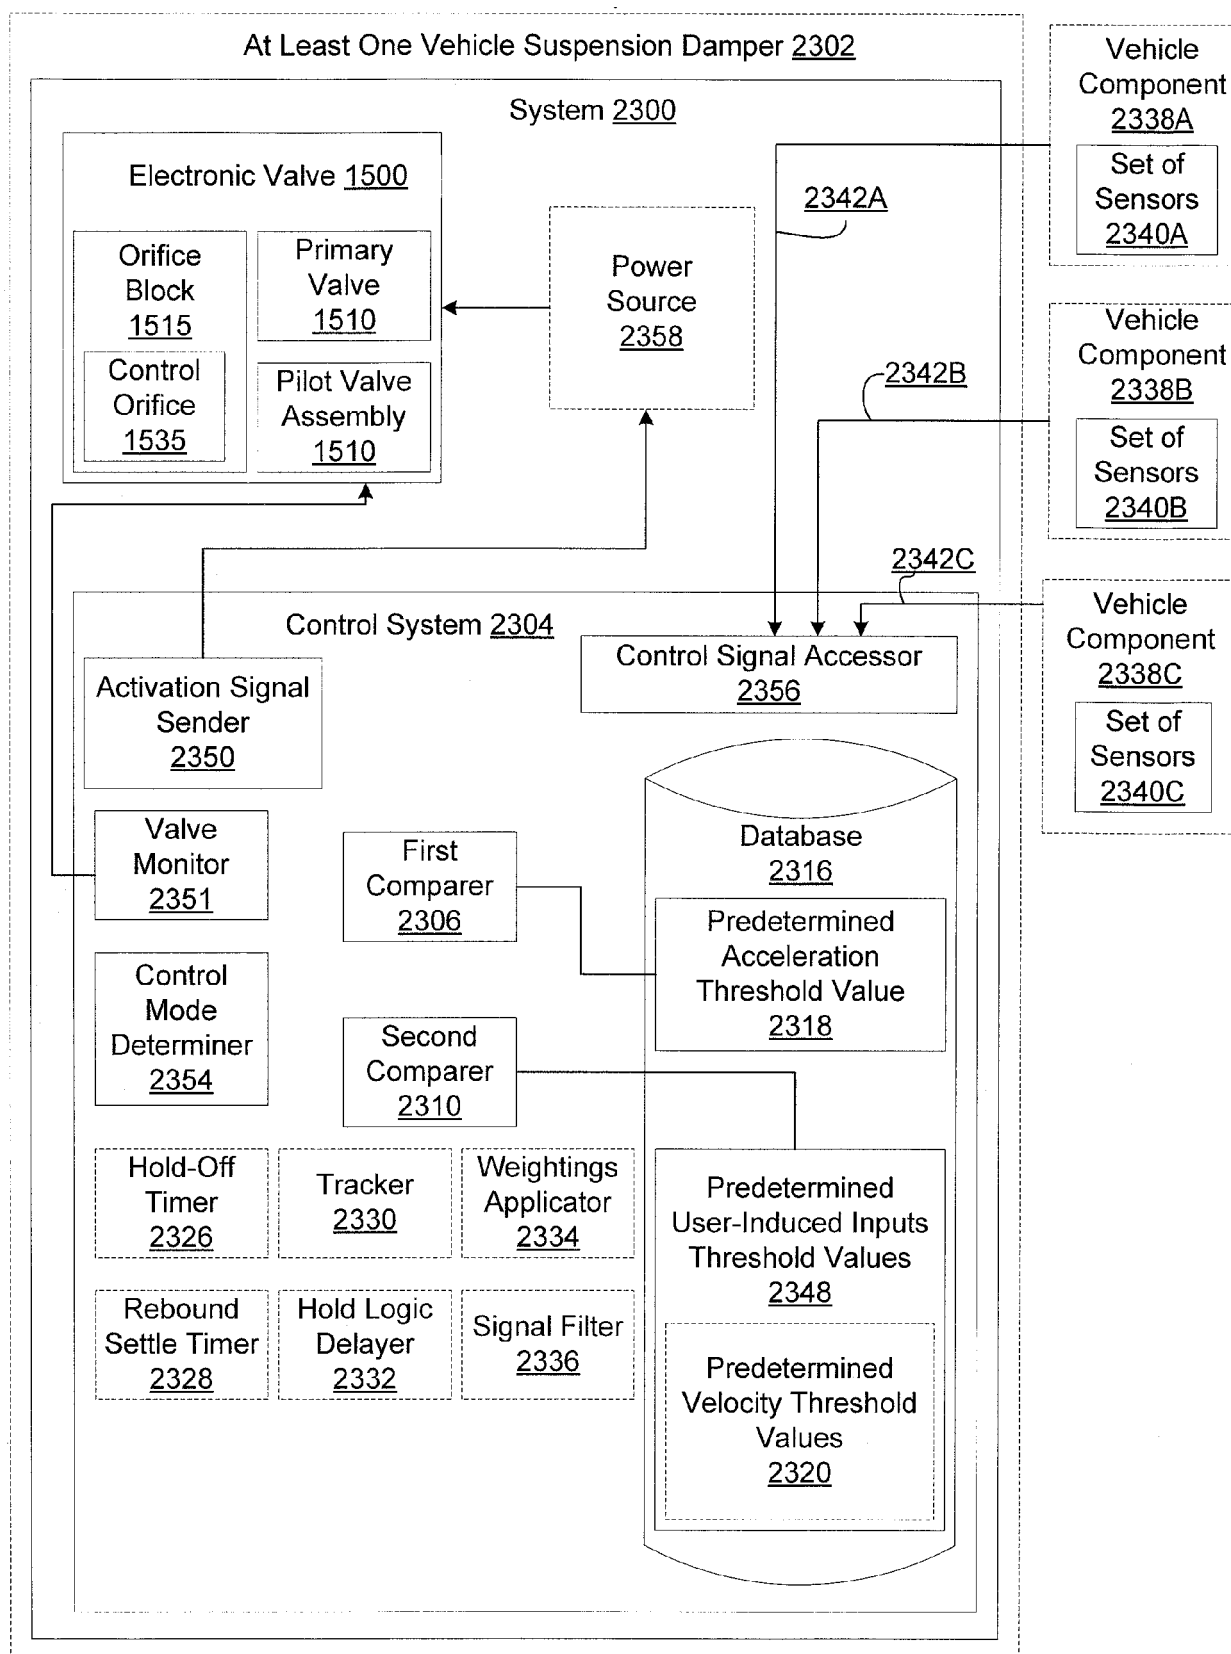 At Least One Vehicle Suspension Damper 2302
System 2300
Electronic Valve 1500
Orifice
Block
1515
Control
Orifice
1535
Primary
Valve
1510
Pilot Valve
Assembly
1510
Power
Source
2358
2342A
2342B
2342C
Vehicle
Component
2338A
Set of
Sensors
2340A
Vehicle
Component
2338B
Set of
Sensors
2340B
Vehicle
Component
2338C
Set of
Sensors
2340C
Control System 2304
Control Signal Accessor
2356
Activation Signal
Sender
2350
Valve
Monitor
2351
Control
Mode
Determiner
2354
First
Comparer
2306
Second
Comparer
2310
Hold-Off
Timer
2326
Tracker
2330
Weightings
Applicator
2334
Rebound
Settle Timer
2328
Hold Logic
Delayer
2332
Signal Filter
2336
Database
2316
Predetermined
Acceleration
Threshold Value
2318
Predetermined
User-Induced Inputs
Threshold Values
2348
Predetermined
Velocity Threshold
Values
2320